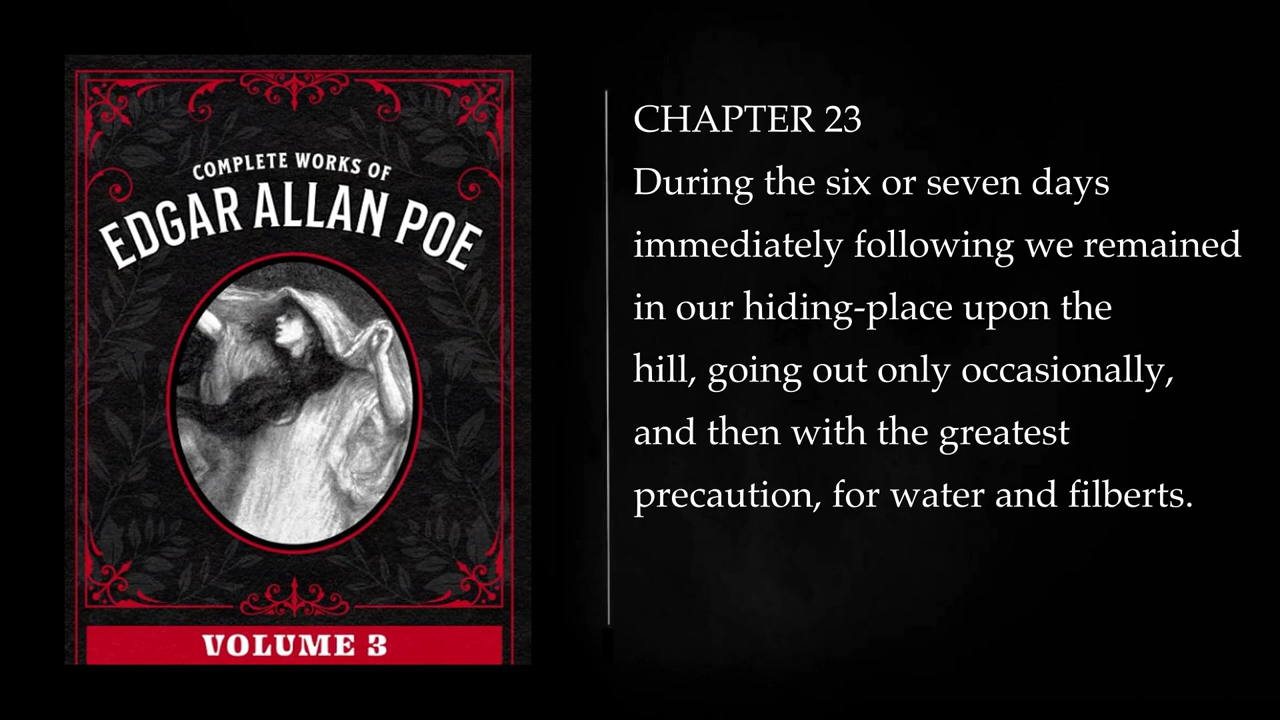 COMPLETE WORKS OF
EDGAR ALLAN POE
VOLUME 3
CHAPTER 23
During the six or seven days
immediately following we remained
in our hiding-place upon the
hill, going out only occasionally,
and then with the greatest
precaution, for water and filberts.